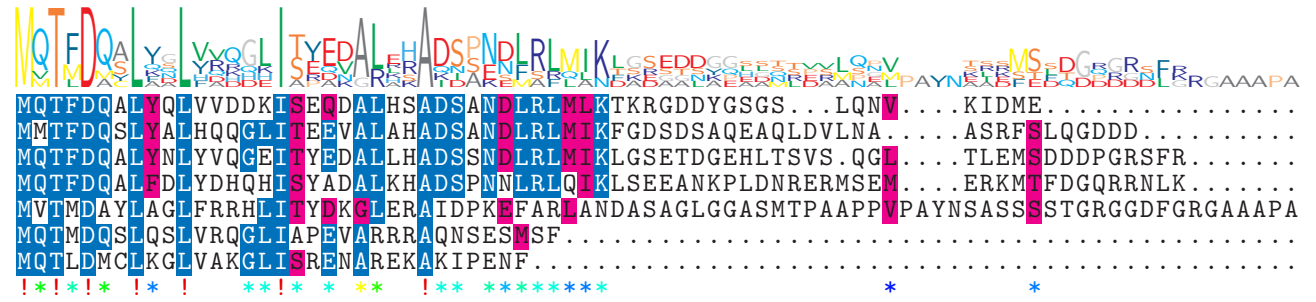 MQTFDQALYQLVVDDKISEQDALHSADSANDLRLMLKTKRGDDYGSGS...LQNV....KIDME................
MMTFDQSLYALHQQGLITEEVALAHADSANDLRLMIKFGDSDSAQEAQLDVLNA.....ASRFSLQGDDD..........
MQTFDQALYNLYVQGEITYEDALLHADSSNDLRLMIKLGSETDGEHLTSVS.QGL....TLEMSDDDPGRSFR.......
MQTFDQALFDLYDHQHISYADALKHADSPNNLRLQIKLSEEANKPLDNRERMSEM....ERKMTFDGQRRNLK.......
MVTMDAYLAGLFRRHLITYDKGLERAIDPKEFARLANDASAGLGGASMTPAAPPVPAYNSASSSSTGRGGDFGRGAAAPA
MQTMDQSLQSLVRQGLIAPEVARRRAQNSESMSF..............................................
MQTLDMCLKGLVAKGLISRENAREKAKIPENF................................................
!*!*!* !* ! **!* * ** !** ******** * *